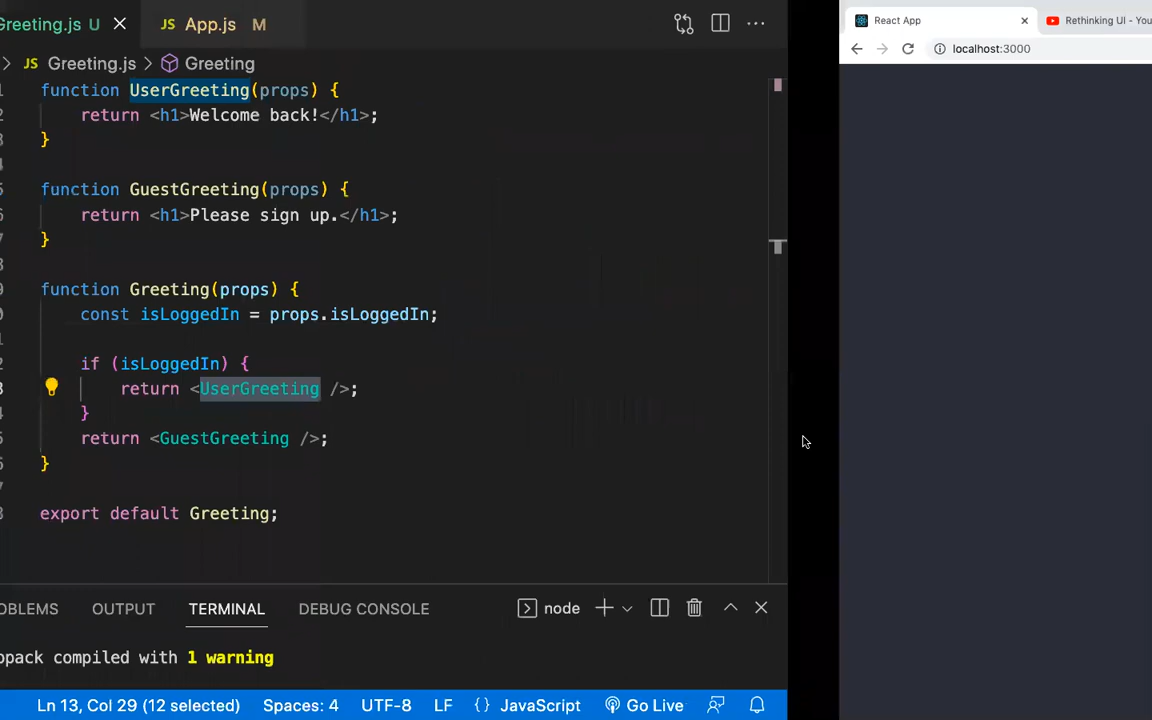 Greeting.js U
JS App.js M
React App
Rethinking UI - You
localhost:3000
JS Greeting.js > Greeting
function UserGreeting(props) {
return <h1>Welcome back!</h1>;
}
function GuestGreeting(props) {
return <h1>Please sign up.</h1>;
}
function Greeting(props) {
const isLoggedIn = props.isLoggedIn;
if (isLoggedIn) {
return <UserGreeting />;
}
return <GuestGreeting />;
}
export default Greeting;
OBLEMS OUTPUT TERMINAL DEBUG CONSOLE node
opack compiled with 1 warning
Ln 13, Col 29 (12 selected) Spaces: 4 UTF-8 LF {} JavaScript Go Live